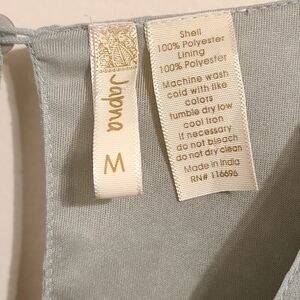 Japna
M
Shell
100% Polyester
Lining
100% Polyester
Machine wash
cold with like
colors
tumble dry low
cool iron
if necessary
do not bleach
do not dry clean
Made in India
RN# 116696